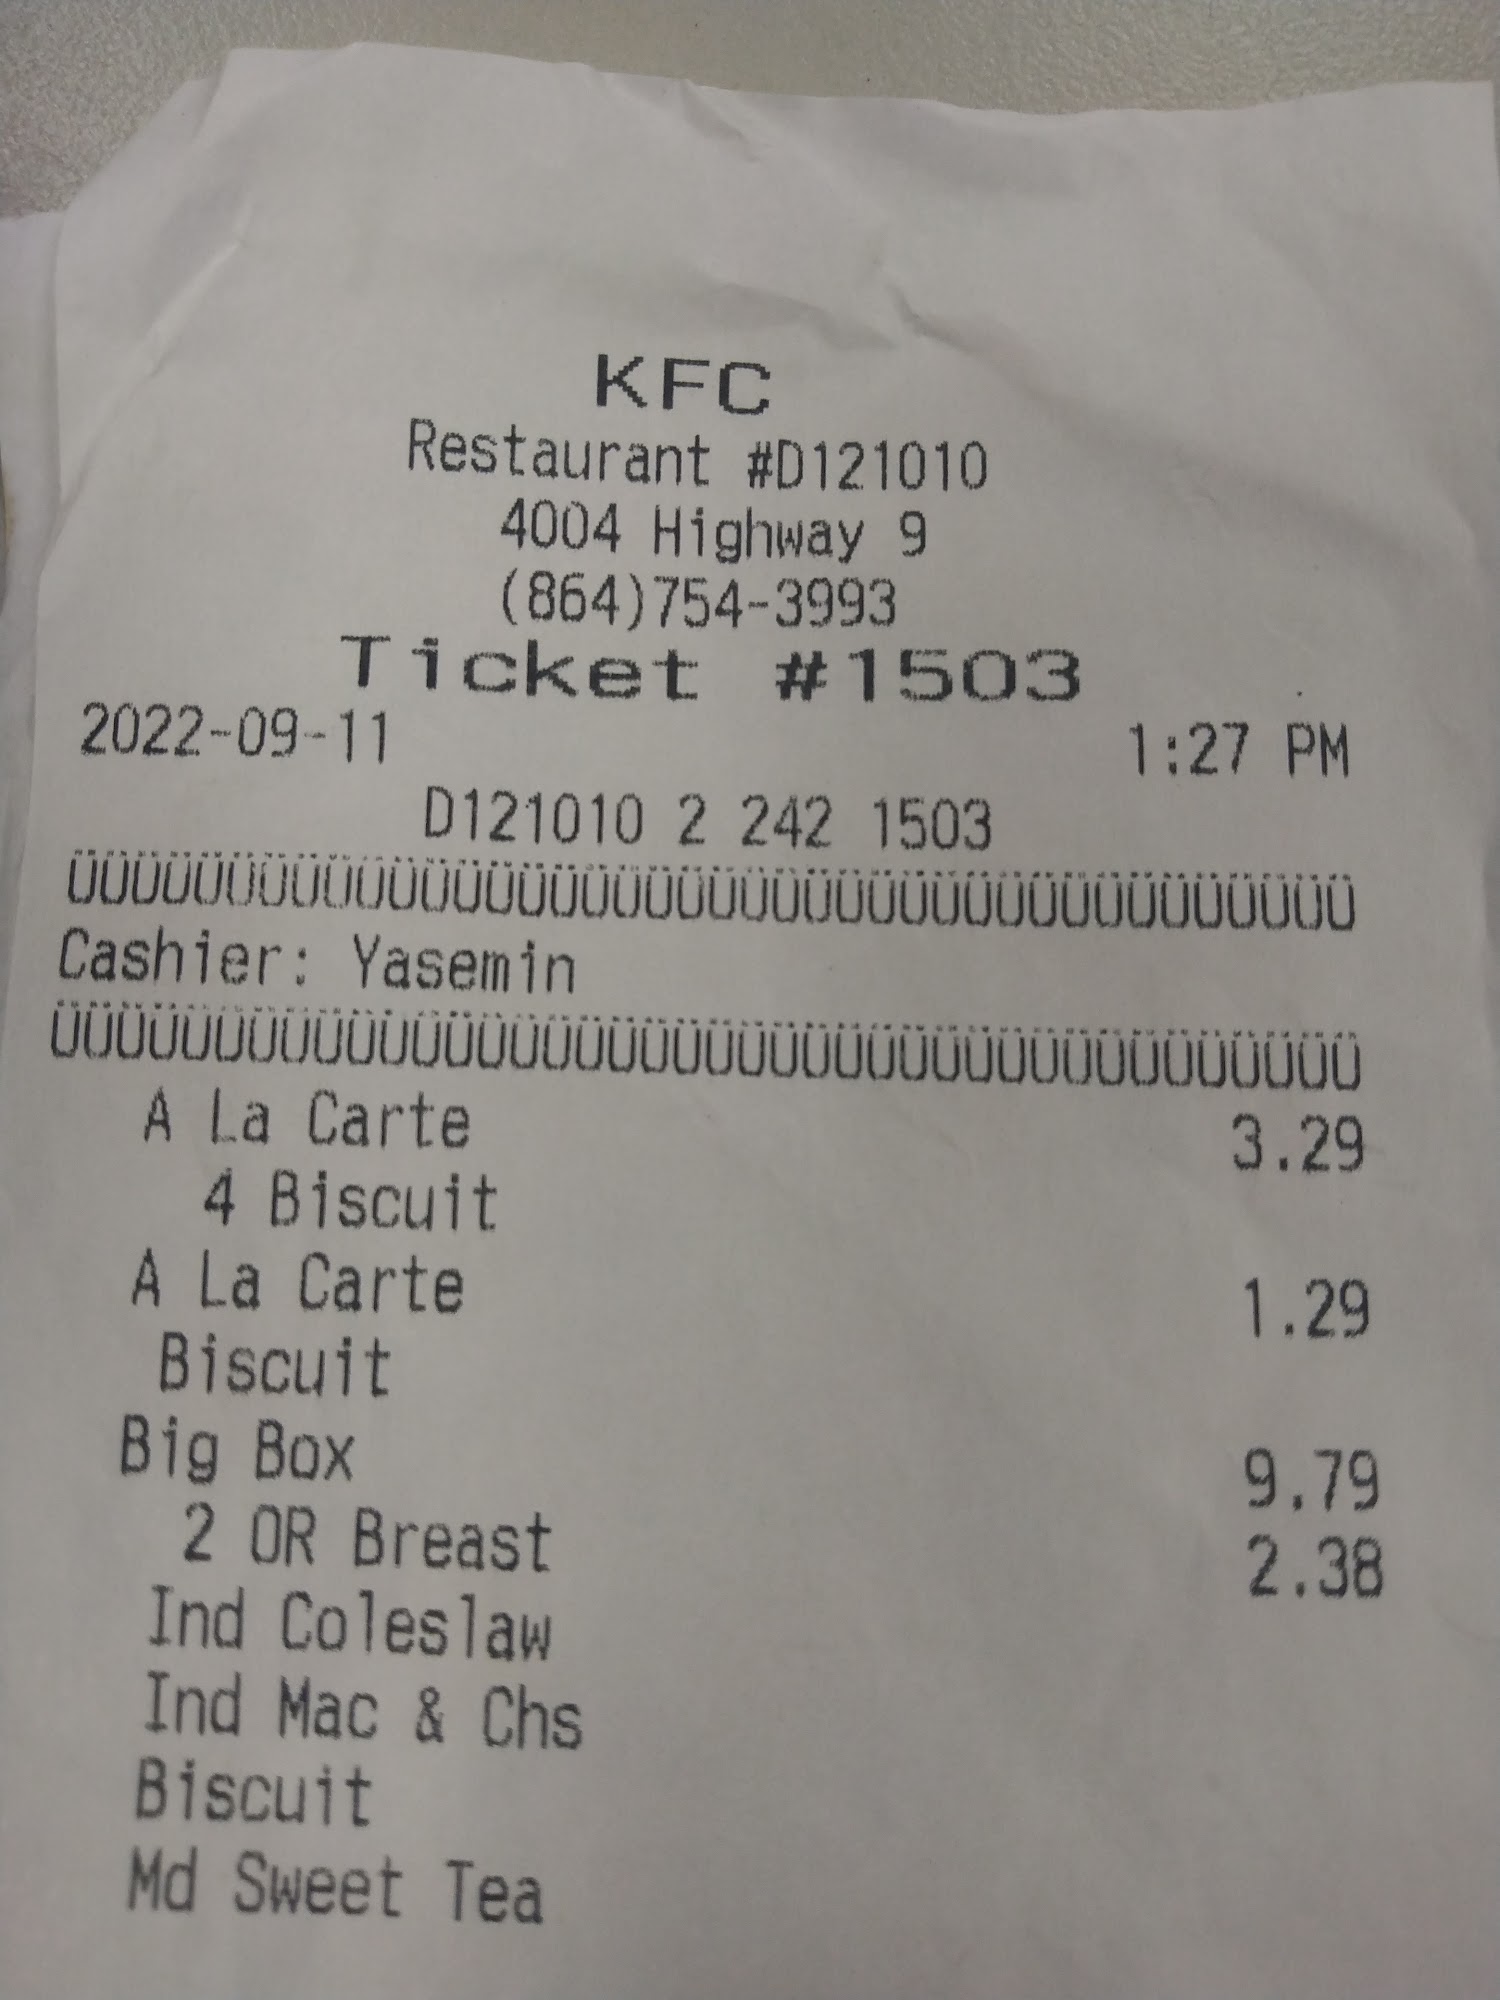 KFC
Restaurant #D121010
4004 Highway 9
(864)754-3993
Ticket #1503
2022-09-11 1:27 PM
D121010 2 242 1503
ÜÜÜÜÜÜÜÜÜÜÜÜÜÜÜÜÜÜÜÜÜÜÜÜÜÜÜÜÜÜÜÜÜÜÜÜÜÜÜÜ
Cashier: Yasemin
ÜÜÜÜÜÜÜÜÜÜÜÜÜÜÜÜÜÜÜÜÜÜÜÜÜÜÜÜÜÜÜÜÜÜÜÜÜÜÜÜ
A La Carte 3.29
4 Biscuit
A La Carte 1.29
Biscuit
Big Box 9.79
2 OR Breast 2.38
Ind Coleslaw
Ind Mac & Chs
Biscuit
Md Sweet Tea